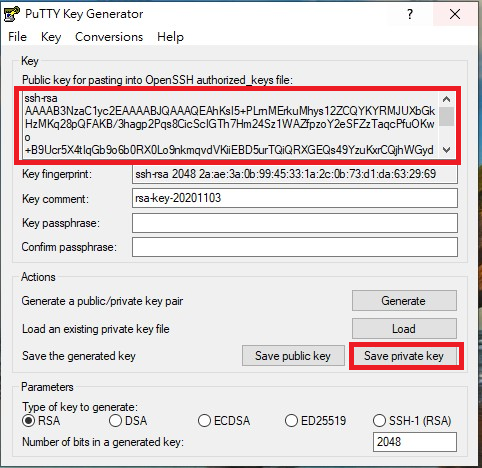 PuTTY Key Generator
File Key Conversions Help
Key
Public key for pasting into OpenSSH authorized_keys file:
ssh-rsa
AAAAB3NzaC1yc2EAAAABJQAAAQEAhKsI5+PLrnMErkuMhys12ZCQYKYRMJUXbGk
HzMKq28pQFAKB/3hagp2Pqs8CicScIGTh7Hm24Sz1WAZfpzoY2eSFZzTaqcPfuOKw
o
+B9Ucr5X4tlqGb9o6b0RX0Lo9nkmqvdVKiiEBD5urTQiQRXGEQs49YzuKxrCQjhWGyd
Key fingerprint: ssh-rsa 2048 2a:ae:3a:0b:99:45:33:1a:2c:0b:73:d1:da:63:29:69
Key comment: rsa-key-20201103
Key passphrase:
Confirm passphrase:
Actions
Generate a public/private key pair Generate
Load an existing private key file Load
Save the generated key Save public key Save private key
Parameters
Type of key to generate:
RSA DSA ECDSA ED25519 SSH-1 (RSA)
Number of bits in a generated key: 2048